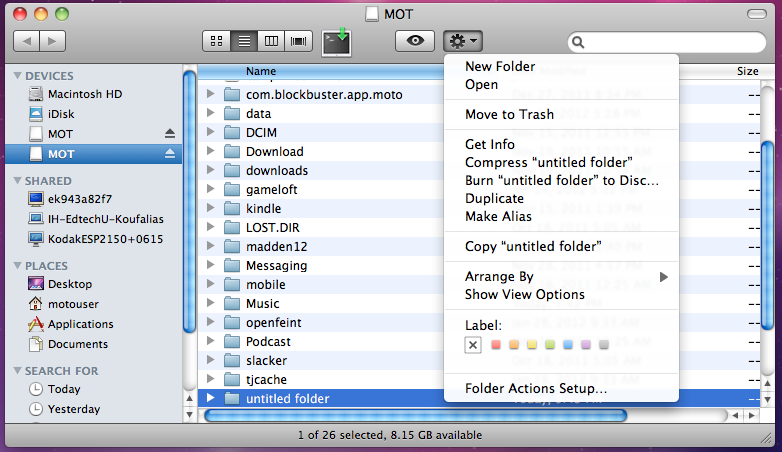 MOT
DEVICES
Macintosh HD
iDisk
MOT
MOT
SHARED
ek943a82f7
IH-EdtechU-Koufalias
KodakESP2150+0615
PLACES
Desktop
motouser
Applications
Documents
SEARCH FOR
Today
Yesterday
Name
Size
com.blockbuster.app.moto
--
data
--
DCIM
--
Download
--
downloads
--
gameloft
--
kindle
--
LOST.DIR
--
madden12
--
Messaging
--
mobile
--
Music
--
openfeint
--
Podcast
--
slacker
--
tjcache
--
untitled folder
--
New Folder
Open
Move to Trash
Get Info
Compress “untitled folder”
Burn “untitled folder” to Disc...
Duplicate
Make Alias
Copy “untitled folder”
Arrange By
Show View Options
Label:
Folder Actions Setup...
1 of 26 selected, 8.15 GB available